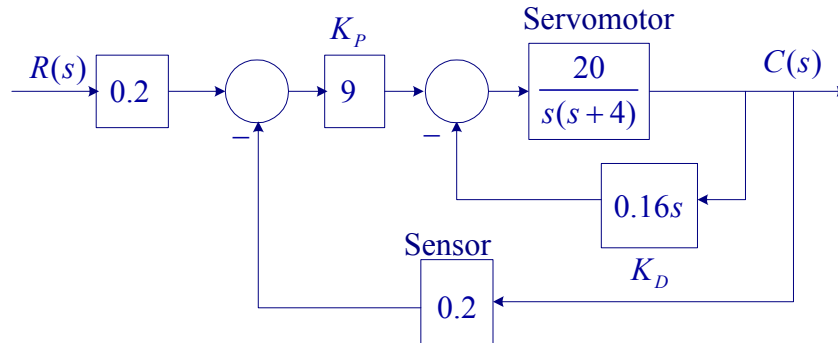 Servomotor
K_P
R(s)
0.2
9
20
s(s+4)
C(s)
−
−
0.16s
Sensor
K_D
0.2